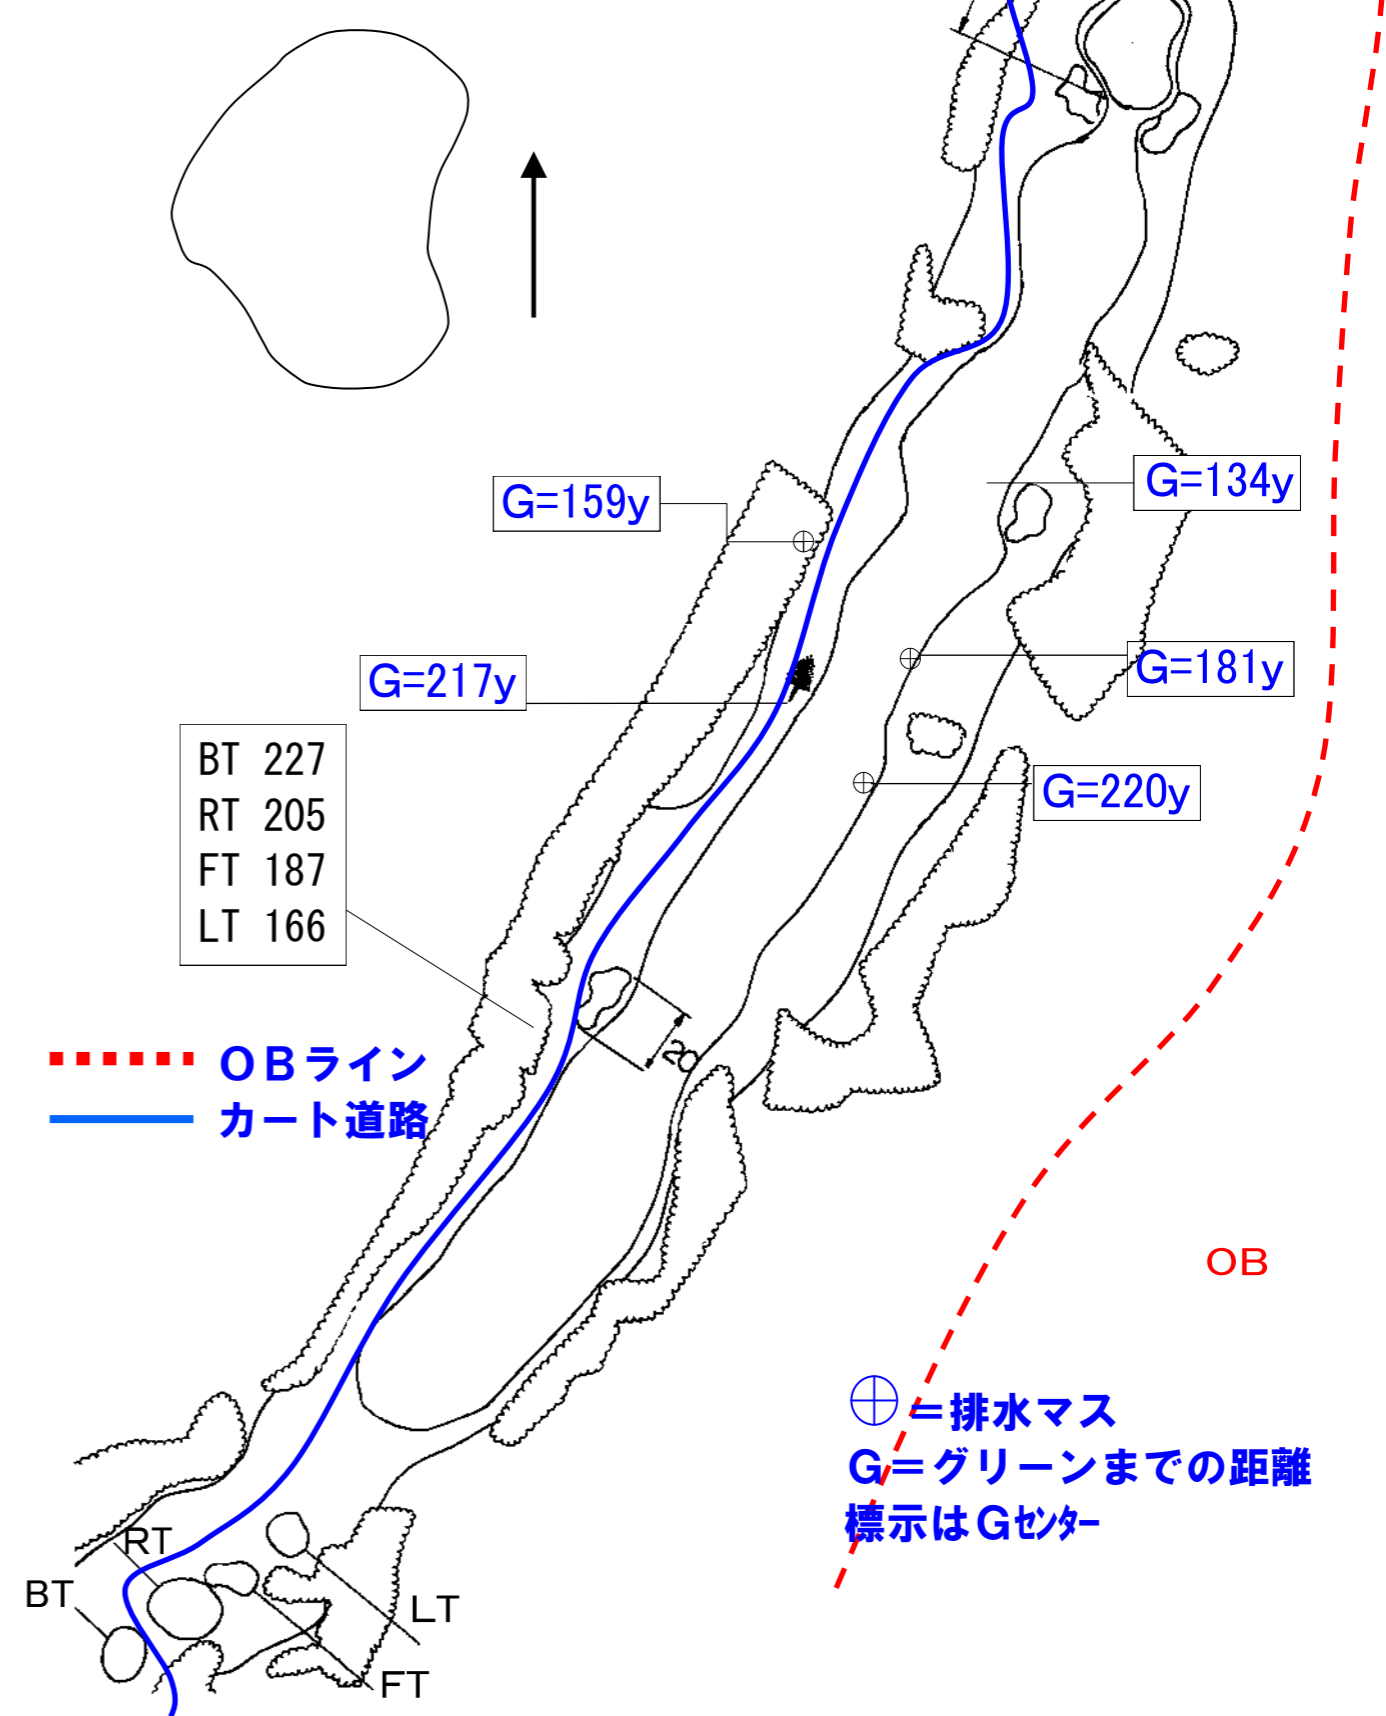 G=159y
G=134y
G=217y
G=181y
BT 227
RT 205
FT 187
LT 166
G=220y
20
OBライン
カート道路
OB
⊕=排水マス
G=グリーンまでの距離
標示はGセンター
RT
BT
LT
FT